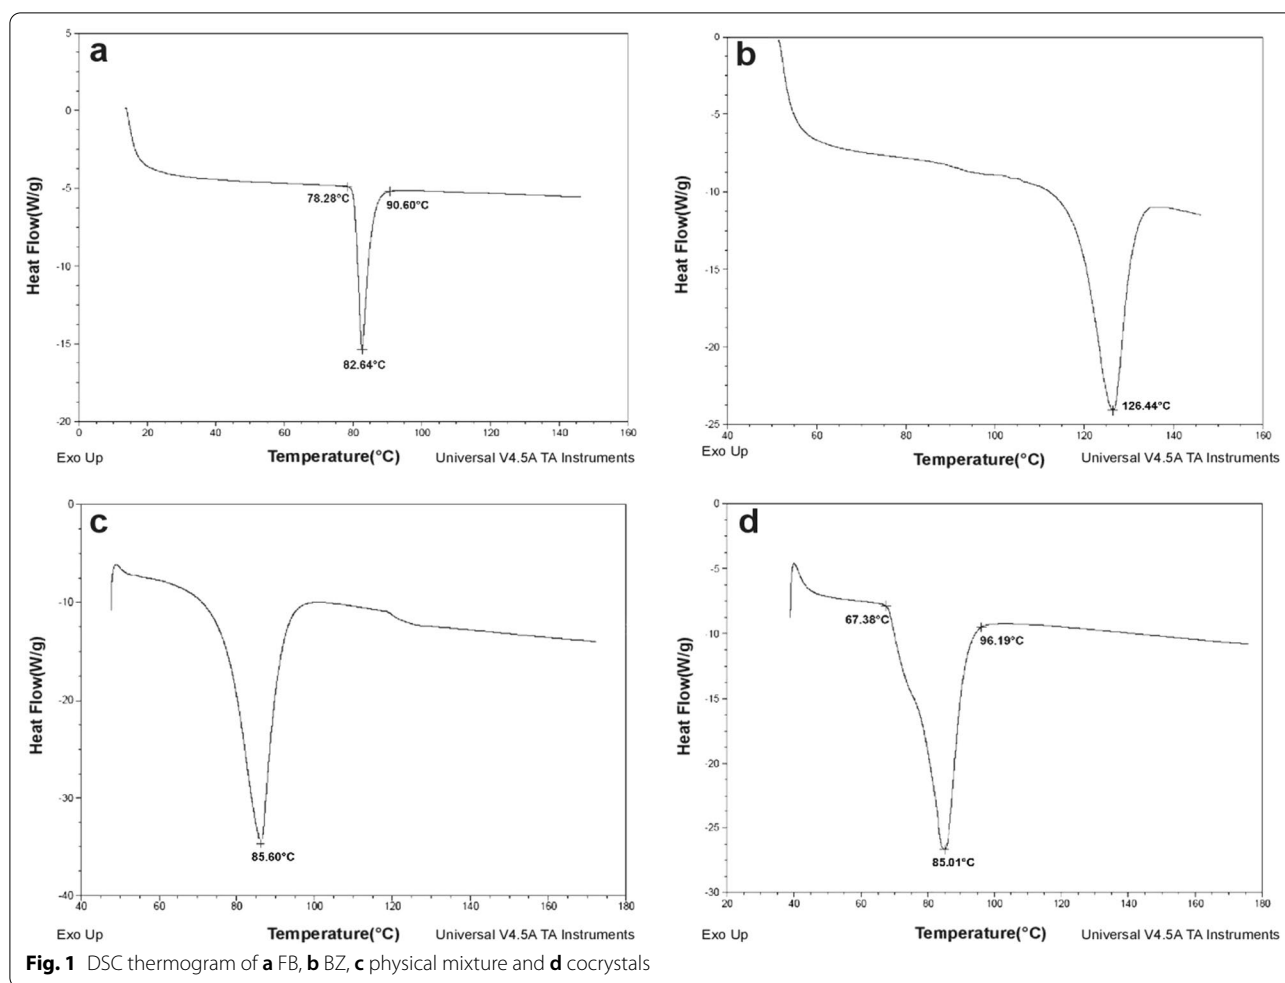 a
5
0
-5
-10
-15
-20
Heat Flow(W/g)
78.28°C
90.60°C
82.64°C
0 20 40 60 80 100 120 140 160
Exo Up Temperature(°C) Universal V4.5A TA Instruments
b
0
-5
-10
-15
-20
-25
Heat Flow(W/g)
126.44°C
40 60 80 100 120 140 160
Exo Up Temperature(°C) Universal V4.5A TA Instruments
c
0
-10
-20
-30
-40
Heat Flow(W/g)
85.60°C
40 60 80 100 120 140 160 180
Exo Up Temperature(°C) Universal V4.5A TA Instruments
d
0
-5
-10
-15
-20
-25
-30
Heat Flow(W/g)
67.38°C
96.19°C
85.01°C
20 40 60 80 100 120 140 160 180
Exo Up Temperature(°C) Universal V4.5A TA Instruments
Fig. 1 DSC thermogram of a FB, b BZ, c physical mixture and d cocrystals